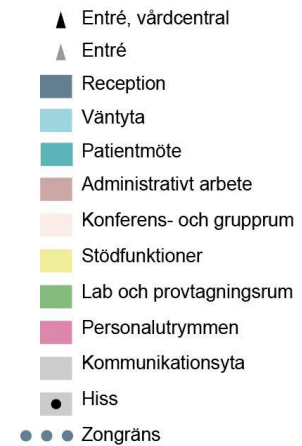 Entré, vårdcentral
Entré
Reception
Väntyta
Patientmöte
Administrativt arbete
Konferens- och grupprum
Stödfunktioner
Lab och provtagningsrum
Personalutrymmen
Kommunikationsyta
Hiss
Zongräns